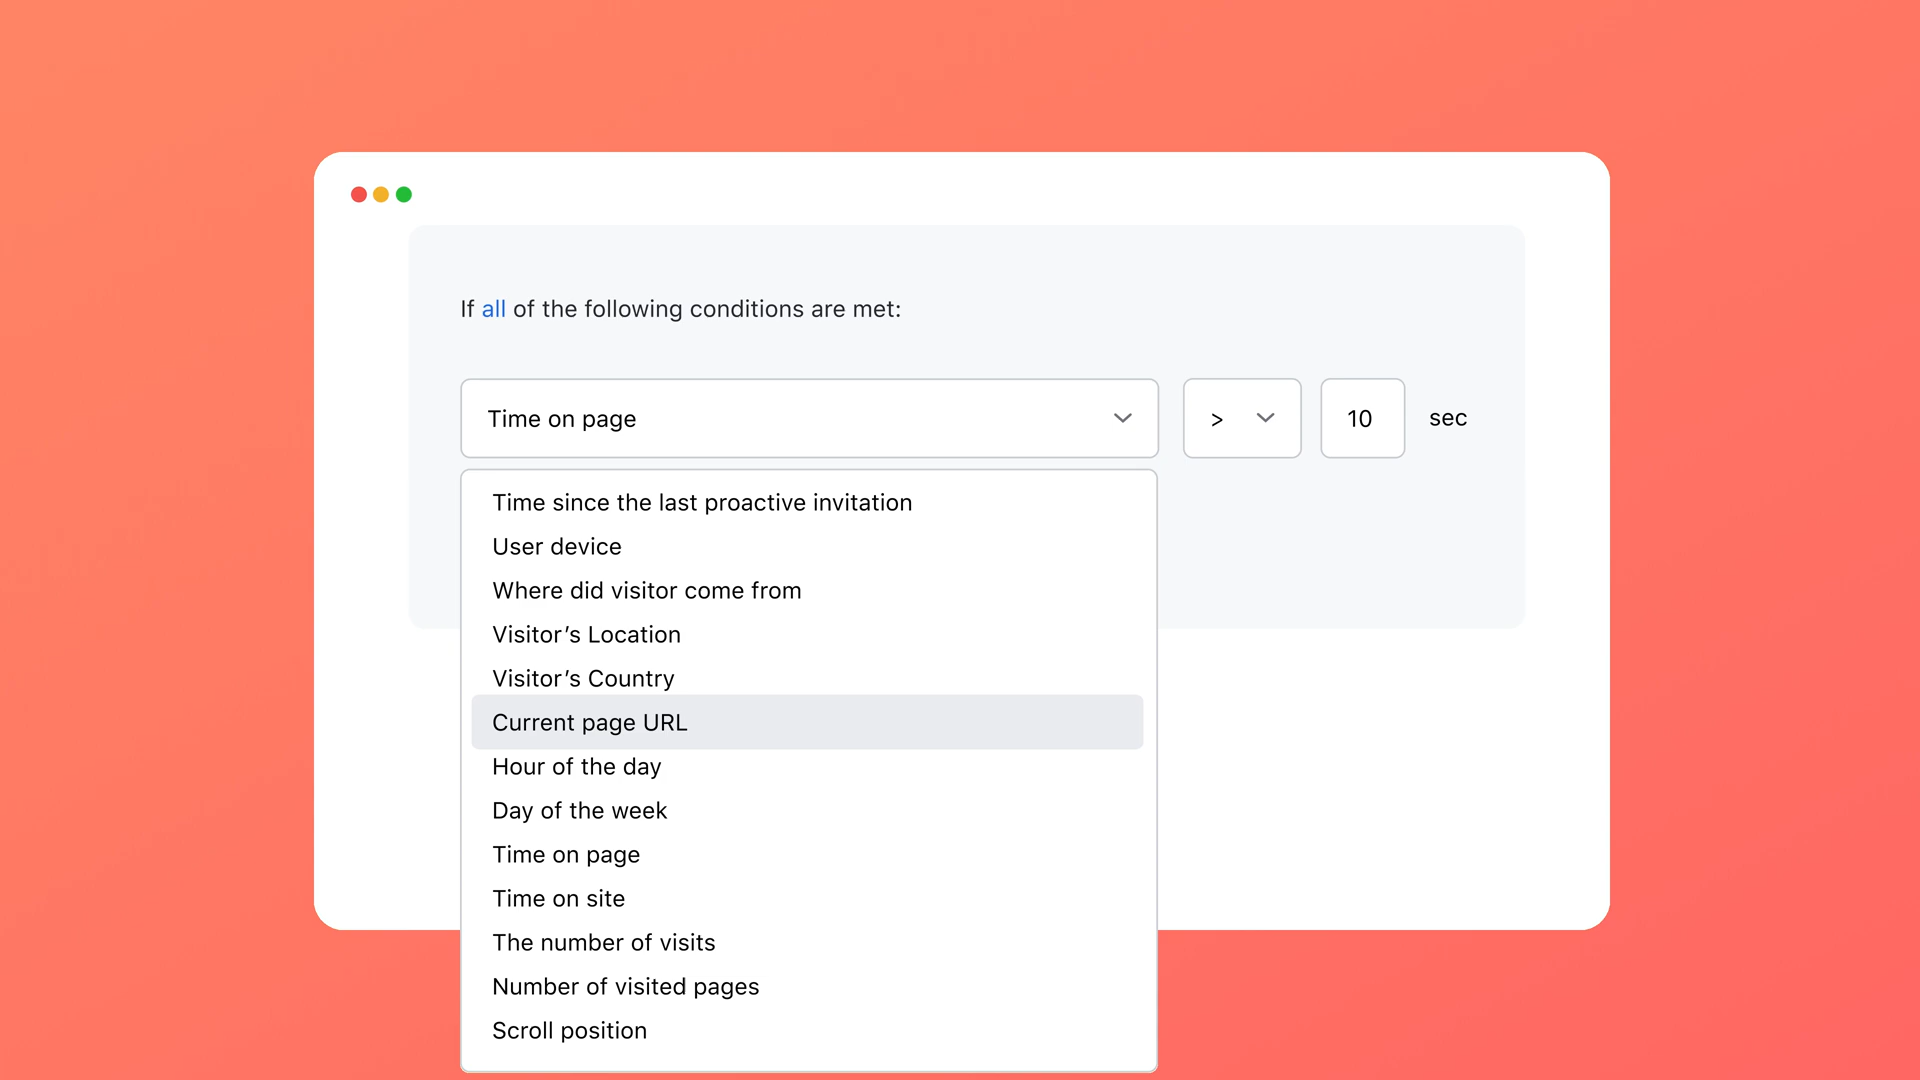 If all of the following conditions are met:
Time on page > 10 sec
Time since the last proactive invitation
User device
Where did visitor come from
Visitor’s Location
Visitor’s Country
Current page URL
Hour of the day
Day of the week
Time on page
Time on site
The number of visits
Number of visited pages
Scroll position